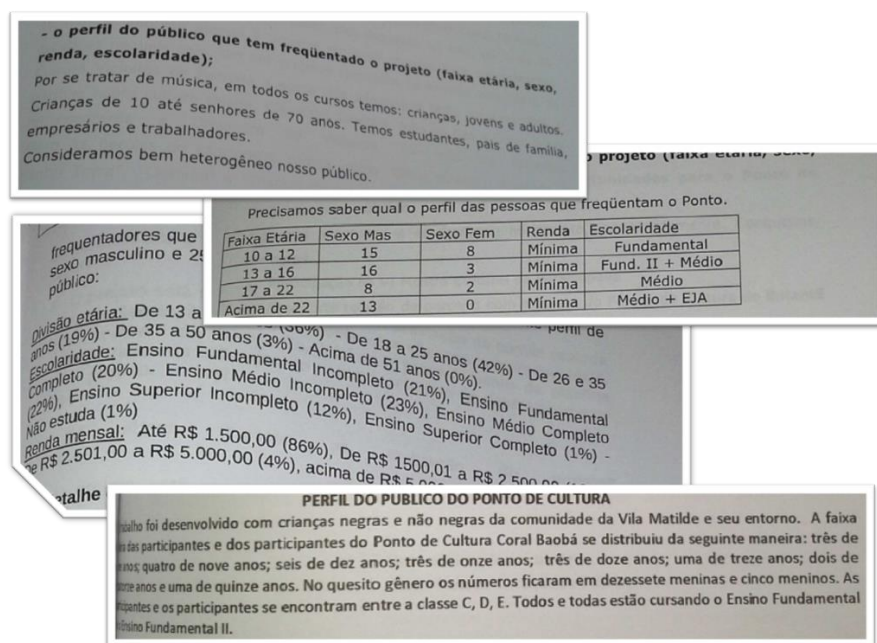 - o perfil do público que tem freqüentado o projeto (faixa etária, sexo,
renda, escolaridade);
Por se tratar de música, em todos os cursos temos: crianças, jovens e adultos.
Crianças de 10 até senhores de 70 anos. Temos estudantes, pais de família,
empresários e trabalhadores.
Consideramos bem heterogêneo nosso público.
projeto (faixa etária, sexo,
Precisamos saber qual o perfil das pessoas que freqüentam o Ponto.
Faixa Etária Sexo Mas Sexo Fem Renda Escolaridade
10 a 12 15 8 Mínima Fundamental
13 a 16 16 3 Mínima Fund. II + Médio
17 a 22 8 2 Mínima Médio
Acima de 22 13 0 Mínima Médio + EJA
frequentadores que
sexo masculino e
público:
perfil de
Divisão etária: De 13 a
- De 18 a 25 anos (42%) - De 26 e 35
anos (19%) - De 35 a 50 anos (3%) - Acima de 51 anos (0%).
Escolaridade: Ensino Fundamental Incompleto (21%), Ensino Fundamental
Completo (20%) - Ensino Médio Incompleto (23%), Ensino Médio Completo
(22%), Ensino Superior Incompleto (12%), Ensino Superior Completo (1%) -
Não estuda (1%)
Renda mensal: Até R$ 1.500,00 (86%), De R$ 1500,01 a R$ 2.500,00
De R$ 2.501,00 a R$ 5.000,00 (4%), acima de R$
PERFIL DO PUBLICO DO PONTO DE CULTURA
foi desenvolvido com crianças negras e não negras da comunidade da Vila Matilde e seu entorno. A faixa
das participantes e dos participantes do Ponto de Cultura Coral Baobá se distribuiu da seguinte maneira: três de
quatro de nove anos; seis de dez anos; três de onze anos; três de doze anos; uma de treze anos; dois de
anos e uma de quinze anos. No quesito gênero os números ficaram em dezessete meninas e cinco meninos. As
e os participantes se encontram entre a classe C, D, E. Todos e todas estão cursando o Ensino Fundamental
Fundamental II.